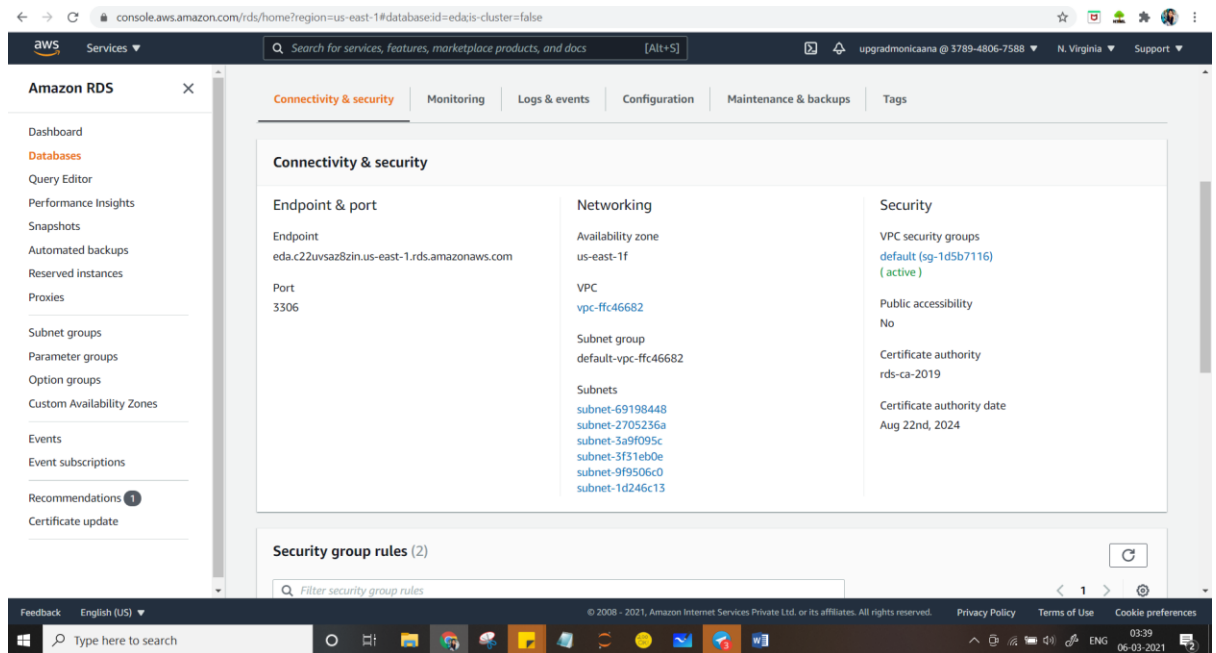 console.aws.amazon.com/rds/home?region=us-east-1#database:id=eda;is-cluster=false
aws
Services
Search for services, features, marketplace products, and docs
[Alt+S]
upgradmonicaana @ 3789-4806-7588
N. Virginia
Support
Amazon RDS
Dashboard
Databases
Query Editor
Performance Insights
Snapshots
Automated backups
Reserved instances
Proxies
Subnet groups
Parameter groups
Option groups
Custom Availability Zones
Events
Event subscriptions
Recommendations 1
Certificate update
Connectivity & security
Monitoring
Logs & events
Configuration
Maintenance & backups
Tags
Connectivity & security
Endpoint & port
Endpoint
eda.c22uvsaz8zin.us-east-1.rds.amazonaws.com
Port
3306
Networking
Availability zone
us-east-1f
VPC
vpc-ffc46682
Subnet group
default-vpc-ffc46682
Subnets
subnet-69198448
subnet-2705236a
subnet-3a9f095c
subnet-3f31eb0e
subnet-9f9506c0
subnet-1d246c13
Security
VPC security groups
default (sg-1d5b7116)
( active )
Public accessibility
No
Certificate authority
rds-ca-2019
Certificate authority date
Aug 22nd, 2024
Security group rules (2)
Filter security group rules
1
Feedback
English (US)
© 2008 - 2021, Amazon Internet Services Private Ltd. or its affiliates. All rights reserved.
Privacy Policy
Terms of Use
Cookie preferences
Type here to search
ENG
03:39
06-03-2021
2